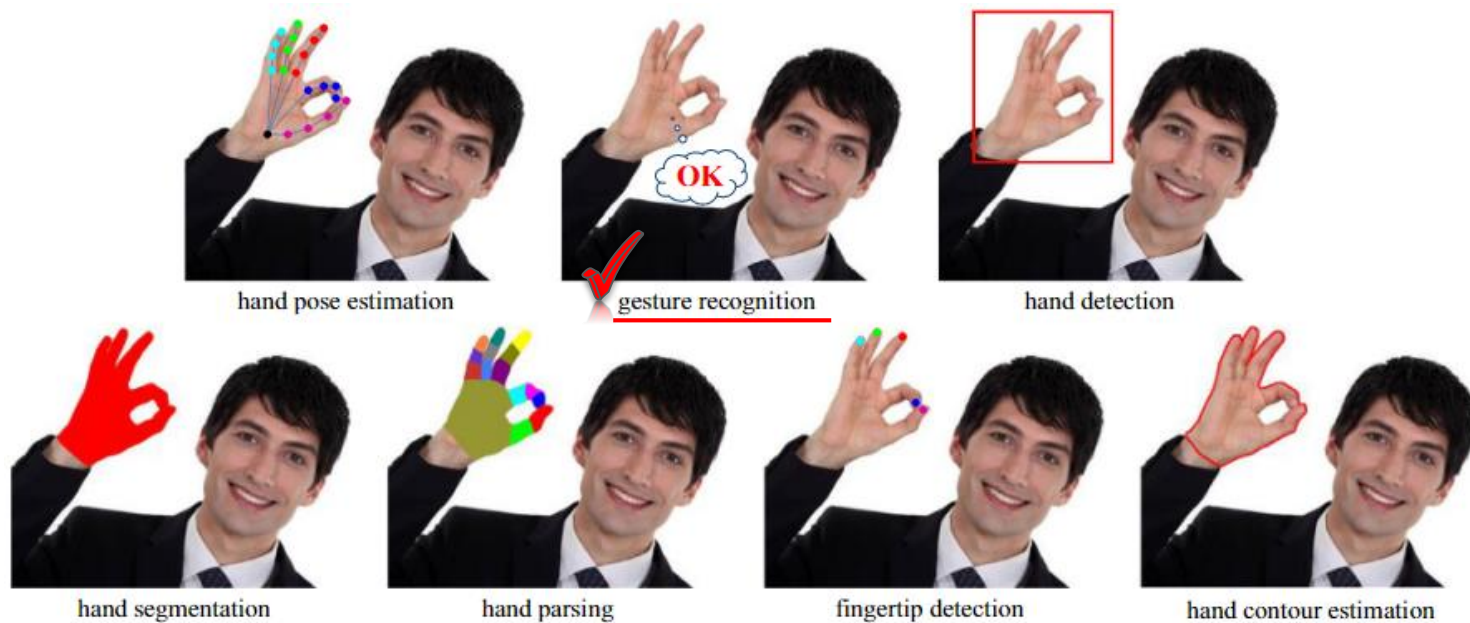 OK
hand pose estimation
gesture recognition
hand detection
hand segmentation
hand parsing
fingertip detection
hand contour estimation